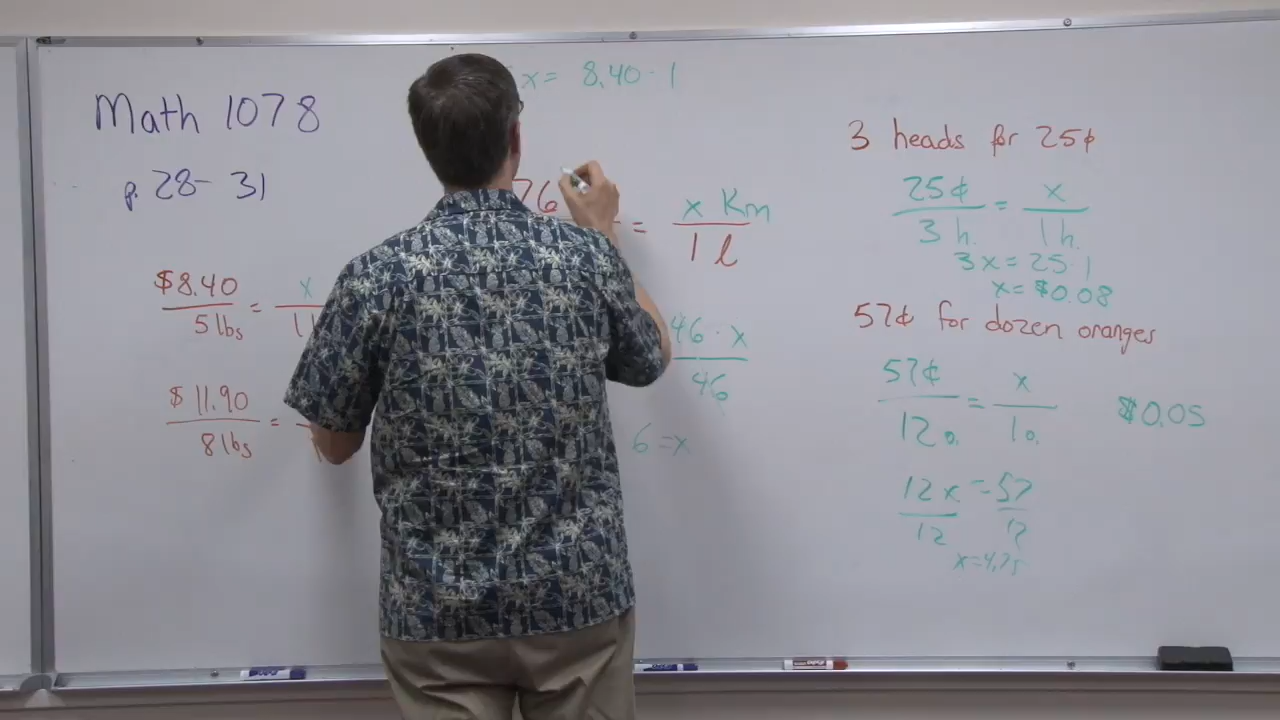 Math 1078
p. 28- 31
$8.40 = x
5 lbs
$11.90 =
8 lbs
x = 8.40 · 1
76 = x Km
1 l
46 · x
46
6 = x
3 heads for 25¢
25¢ = x
3 h. 1 h.
3x = 25·1
x = $0.08
57¢ for dozen oranges
57¢ = x
12 o. 1 o.
$0.05
12x = 57
12 12
x=4.75